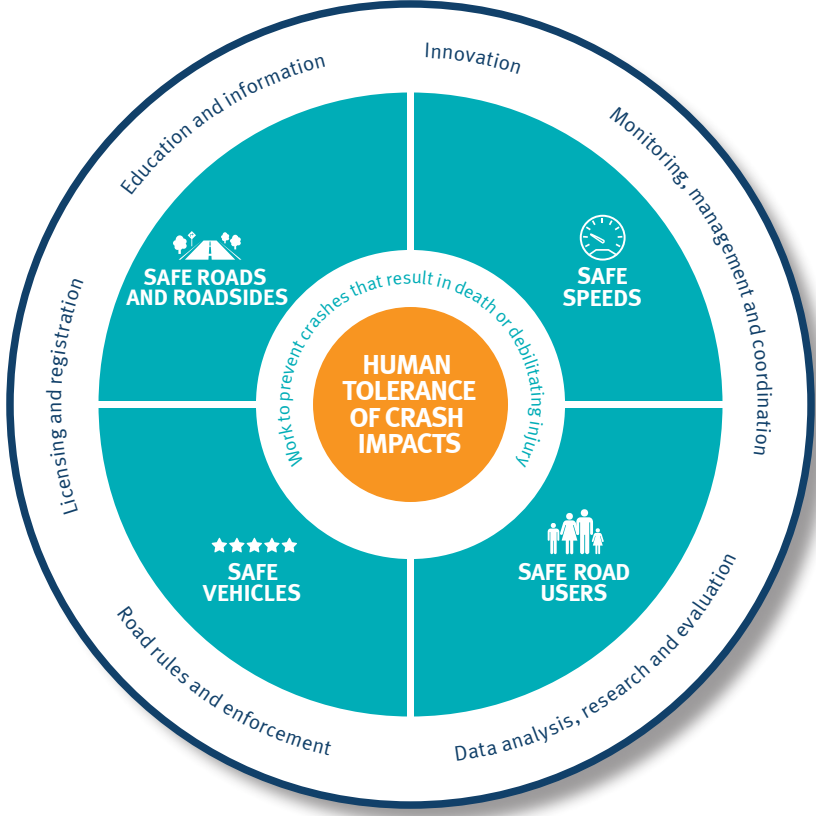 Innovation
Education and information
Monitoring, management and coordination
Licensing and registration
SAFE ROADS
AND ROADSIDES
SAFE
SPEEDS
Work to prevent crashes that result in death or debilitating injury
HUMAN
TOLERANCE
OF CRASH
IMPACTS
SAFE
VEHICLES
SAFE ROAD
USERS
Road rules and enforcement
Data analysis, research and evaluation